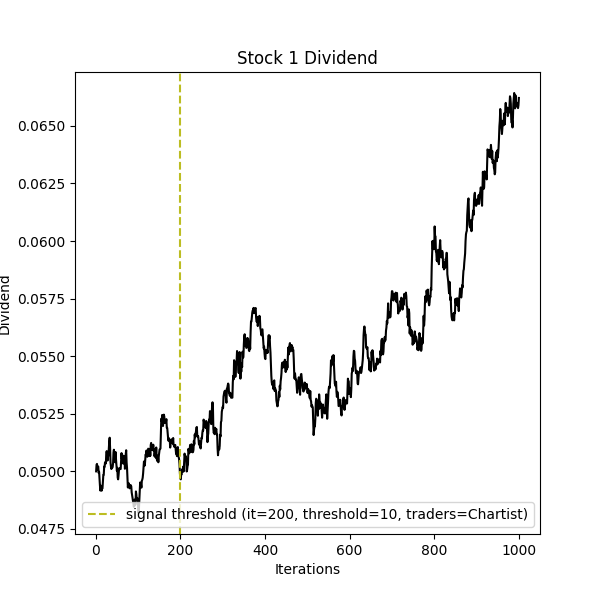 Stock 1 Dividend
0.0650
0.0625
0.0600
0.0575
0.0550
0.0525
0.0500
0.0475
Dividend
signal threshold (it=200, threshold=10, traders=Chartist)
0 200 400 600 800 1000
Iterations